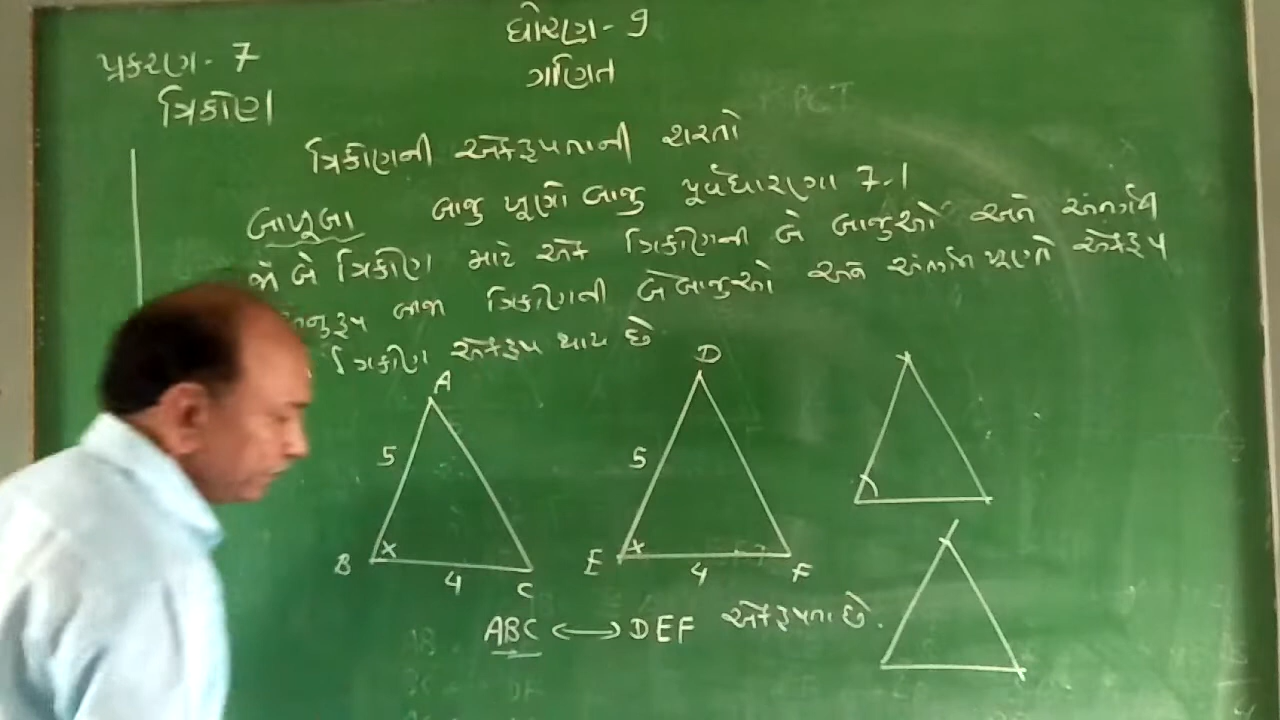 ધોરણ - 9
પ્રકરણ - 7
ગણિત
ત્રિકોણ
ત્રિકોણની એકરૂપતાની શરતો
બાખૂબા બાજુ ખૂણો બાજુ પૂર્વધારણા 7.1
જો બે ત્રિકોણ માટે એક ત્રિકોણની બે બાજુઓ અને અંતર્ગત
અનુરૂપ બીજા ત્રિકોણની બે બાજુઓ અને અંતર્ગત ખૂણો એકરૂપ
ત્રિકોણ એકરૂપ થાય છે
A D
5 5
B x C E x F
4 4
ABC ⟷ DEF એકરૂપતા છે.